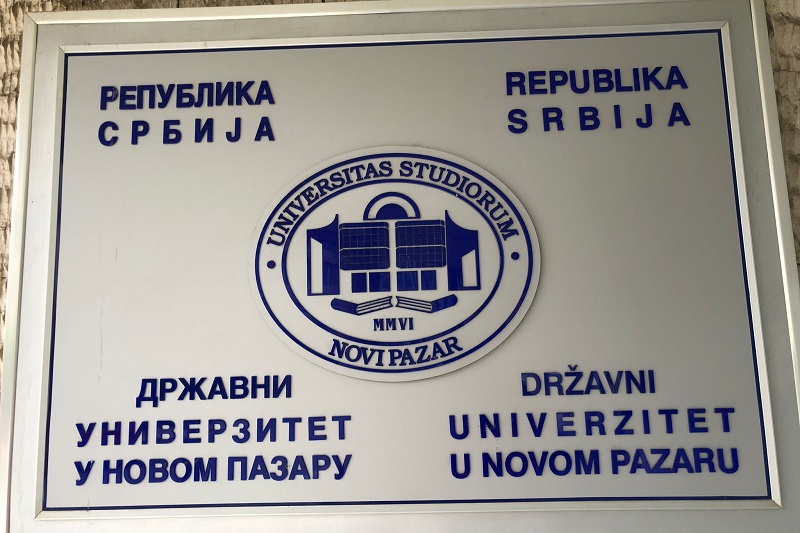 РЕПУБЛИКА
СРБИЈА
REPUBLIKA
SRBIJA
UNIVERSITAS STUDIORUM
MMVI
NOVI PAZAR
ДРЖАВНИ
УНИВЕРЗИТЕТ
У НОВОМ ПАЗАРУ
DRŽAVNI
UNIVERZITET
U NOVOM PAZARU